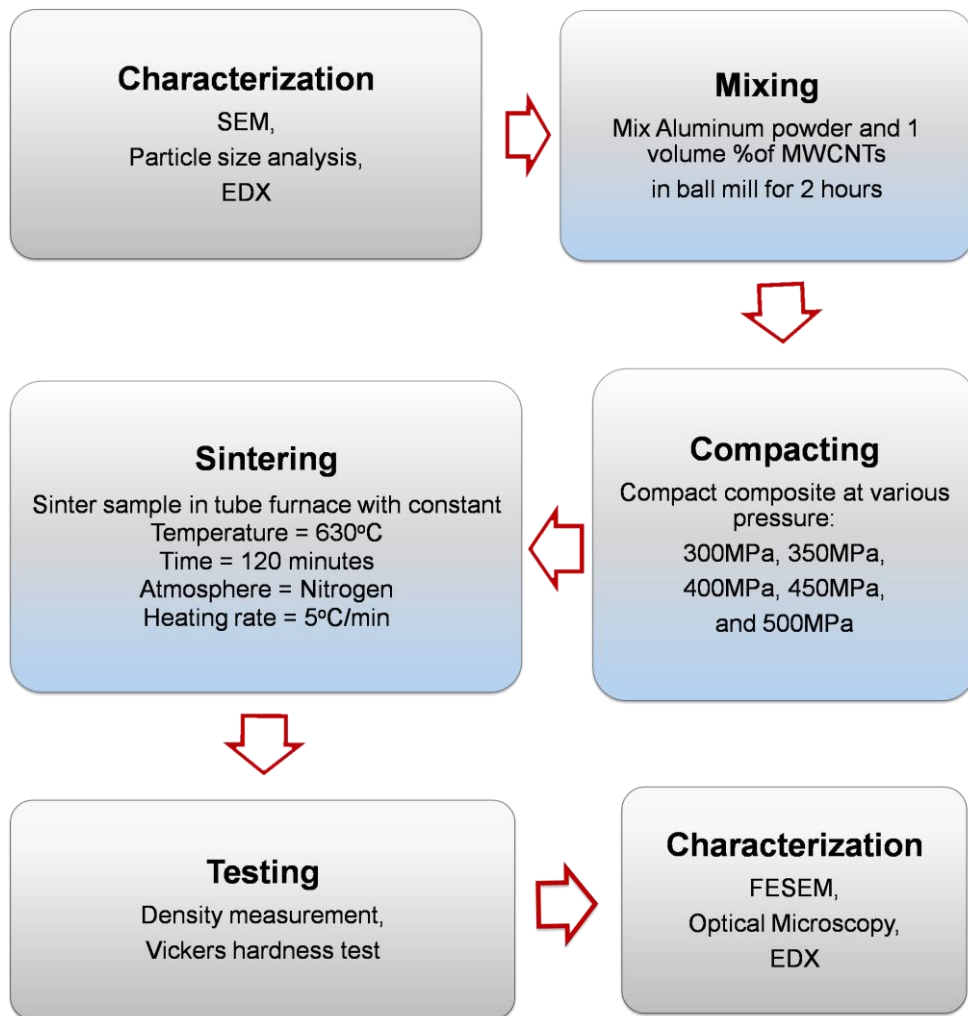 Characterization
SEM,
Particle size analysis,
EDX
Mixing
Mix Aluminum powder and 1
volume %of MWCNTs
in ball mill for 2 hours
Compacting
Compact composite at various
pressure:
300MPa, 350MPa,
400MPa, 450MPa,
and 500MPa
Sintering
Sinter sample in tube furnace with constant
Temperature = 630ºC
Time = 120 minutes
Atmosphere = Nitrogen
Heating rate = 5ºC/min
Testing
Density measurement,
Vickers hardness test
Characterization
FESEM,
Optical Microscopy,
EDX